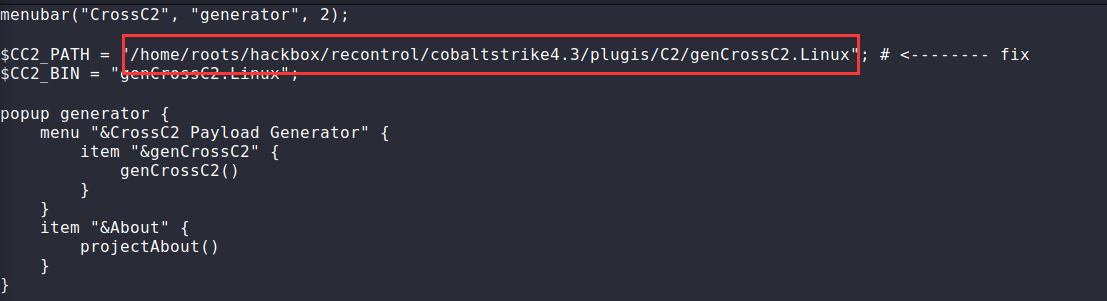 menubar("CrossC2", "generator", 2);
$CC2_PATH = "/home/roots/hackbox/recontrol/cobaltstrike4.3/plugis/C2/genCrossC2.Linux"; # <-------- fix
$CC2_BIN = "genCrossC2.Linux";
popup generator {
menu "&CrossC2 Payload Generator" {
item "&genCrossC2" {
genCrossC2()
}
}
item "&About" {
projectAbout()
}
}